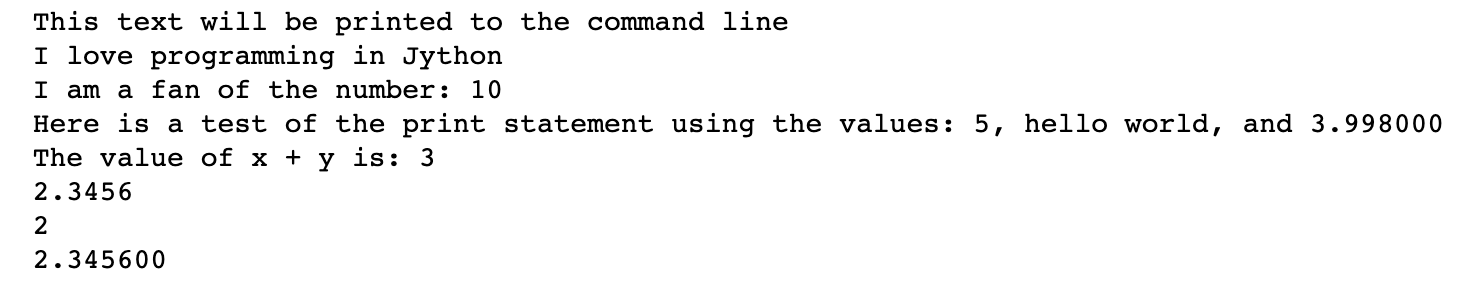 This text will be printed to the command line
I love programming in Jython
I am a fan of the number: 10
Here is a test of the print statement using the values: 5, hello world, and 3.998000
The value of x + y is: 3
2.3456
2
2.345600